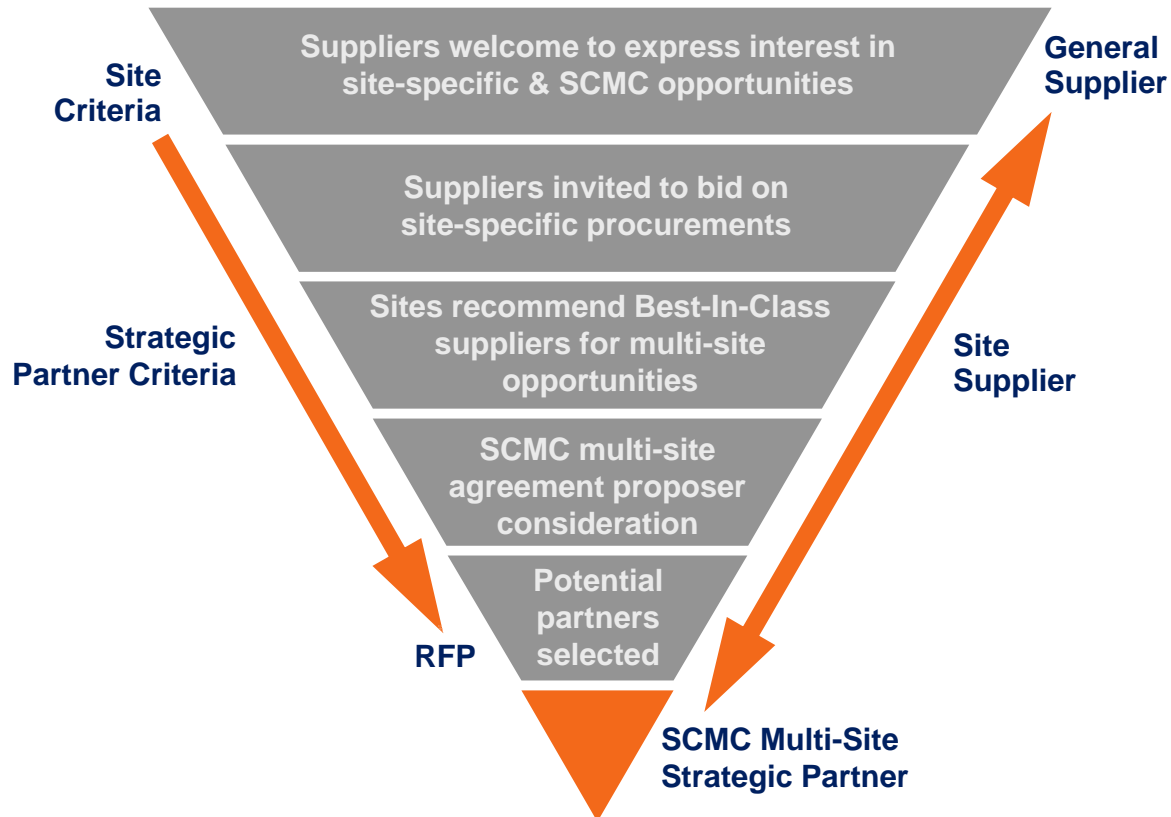 Suppliers welcome to express interest in
site-specific & SCMC opportunities
Site
Criteria
General
Supplier
Suppliers invited to bid on
site-specific procurements
Sites recommend Best-In-Class
suppliers for multi-site
opportunities
Strategic
Partner Criteria
Site
Supplier
SCMC multi-site
agreement proposer
consideration
Potential
partners
selected
RFP
SCMC Multi-Site
Strategic Partner